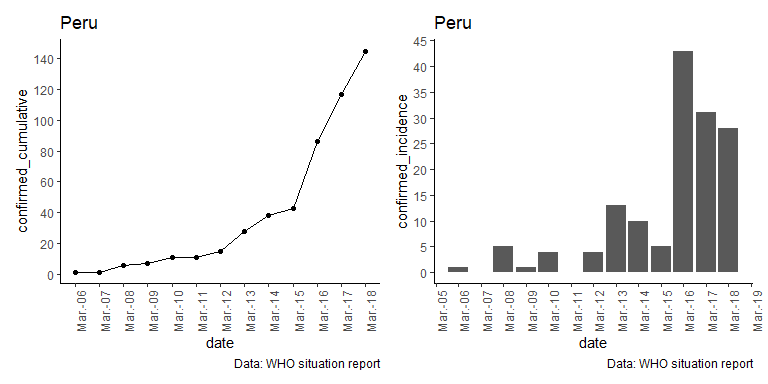 Peru
confirmed_cumulative
140
120
100
80
60
40
20
0
Mar.-06
Mar.-07
Mar.-08
Mar.-09
Mar.-10
Mar.-11
Mar.-12
Mar.-13
Mar.-14
Mar.-15
Mar.-16
Mar.-17
Mar.-18
date
Data: WHO situation report
Peru
confirmed_incidence
45
40
35
30
25
20
15
10
5
0
Mar.-05
Mar.-06
Mar.-07
Mar.-08
Mar.-09
Mar.-10
Mar.-11
Mar.-12
Mar.-13
Mar.-14
Mar.-15
Mar.-16
Mar.-17
Mar.-18
Mar.-19
date
Data: WHO situation report